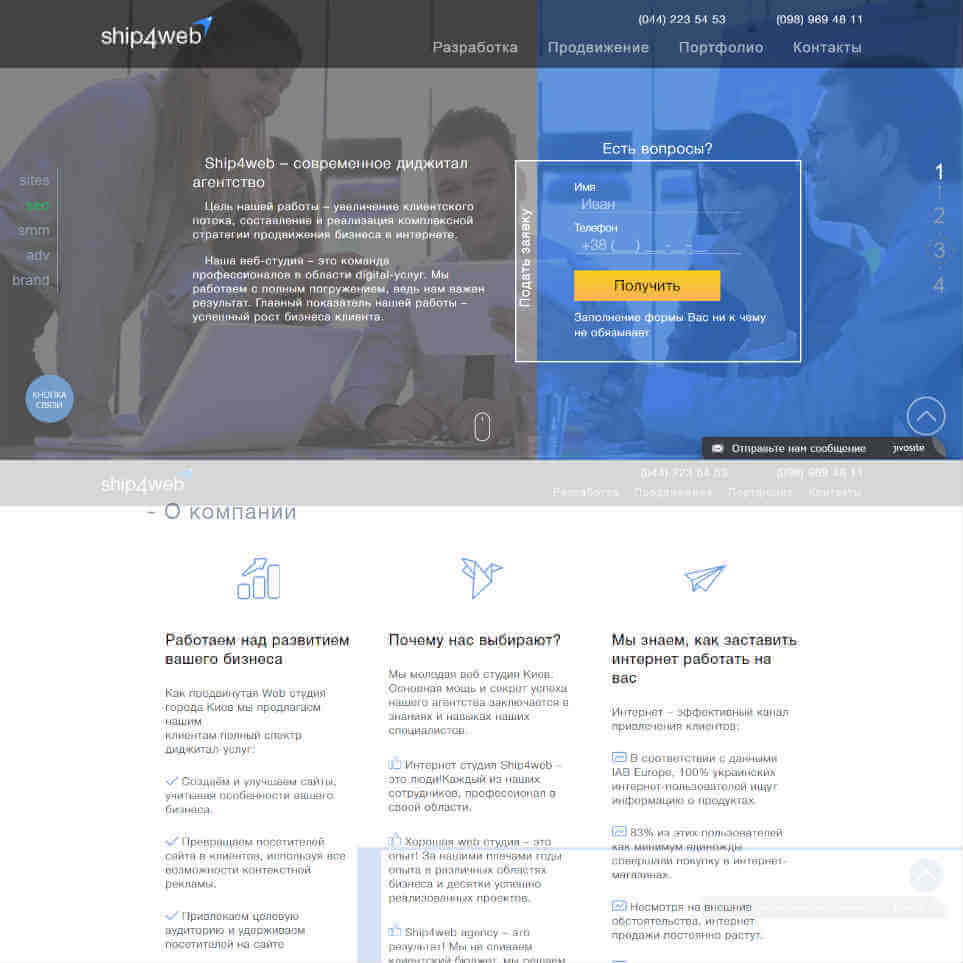 ship4web
(044) 223 54 53
(098) 969 48 11
Разработка
Продвижение
Портфолио
Контакты
sites
seo
smm
adv
brand
Ship4web – современное диджитал
агентство
Цель нашей работы – увеличение клиентского
потока, составление и реализация комплексной
стратегии продвижения бизнеса в интернете.
Наша веб-студия – это команда
профессионалов в области digital-услуг. Мы
работаем с полным погружением, ведь нам важен
результат. Главный показатель нашей работы –
успешный рост бизнеса клиента.
Есть вопросы?
Подать заявку
Имя
Иван
Телефон
+38 (__) ___-__-__
Получить
Заполнение формы Вас ни к чему
не обязывает
1
2
3
4
КНОПКА
СВЯЗИ
Отправьте нам сообщение
jivosite
ship4web
(044) 223 54 53
(098) 969 48 11
Разработка
Продвижение
Портфолио
Контакты
- О компании
Работаем над развитием
вашего бизнеса
Как продвинутая Web студия
города Киев мы предлагаем
нашим
клиентам полный спектр
диджитал-услуг:
Создаём и улучшаем сайты,
учитывая особенности вашего
бизнеса.
Превращаем посетителей
сайта в клиентов, используя все
возможности контекстной
рекламы.
Привлекаем целевую
аудиторию и удерживаем
посетителей на сайте
Почему нас выбирают?
Мы молодая веб студия Киев.
Основная мощь и секрет успеха
нашего агентства заключается в
знаниях и навыках наших
специалистов.
Интернет студия Ship4web –
это люди!Каждый из наших
сотрудников, профессионал в
своей области.
Хорошая web студия – это
опыт! За нашими плечами годы
опыта в различных областях
бизнеса и десятки успешно
реализованных проектов.
Ship4web agency – это
результат! Мы не сливаем
клиентский бюджет, мы решаем
Мы знаем, как заставить
интернет работать на
вас
Интернет – эффективный канал
привлечения клиентов:
В соответствии с данными
IAB Europe, 100% украинских
интернет-пользователей ищут
информацию о продуктах.
83% из этих пользователей
как минимум единожды
совершали покупку в интернет-
магазинах.
Несмотря на внешние
обстоятельства, интернет
продажи постоянно растут.